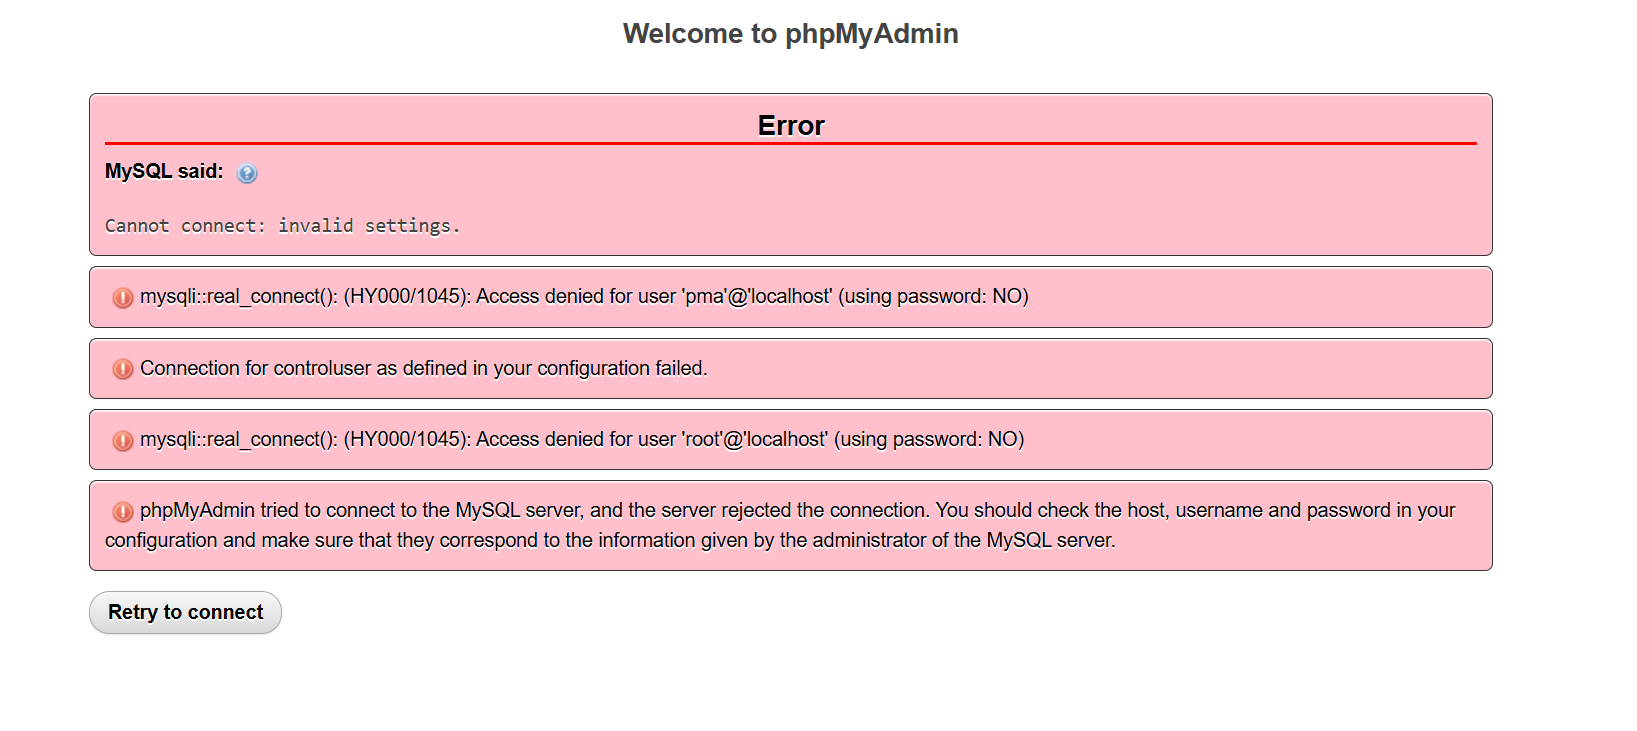 Welcome to phpMyAdmin
Error
MySQL said:
Cannot connect: invalid settings.
mysqli::real_connect(): (HY000/1045): Access denied for user 'pma'@'localhost' (using password: NO)
Connection for controluser as defined in your configuration failed.
mysqli::real_connect(): (HY000/1045): Access denied for user 'root'@'localhost' (using password: NO)
phpMyAdmin tried to connect to the MySQL server, and the server rejected the connection. You should check the host, username and password in your
configuration and make sure that they correspond to the information given by the administrator of the MySQL server.
Retry to connect